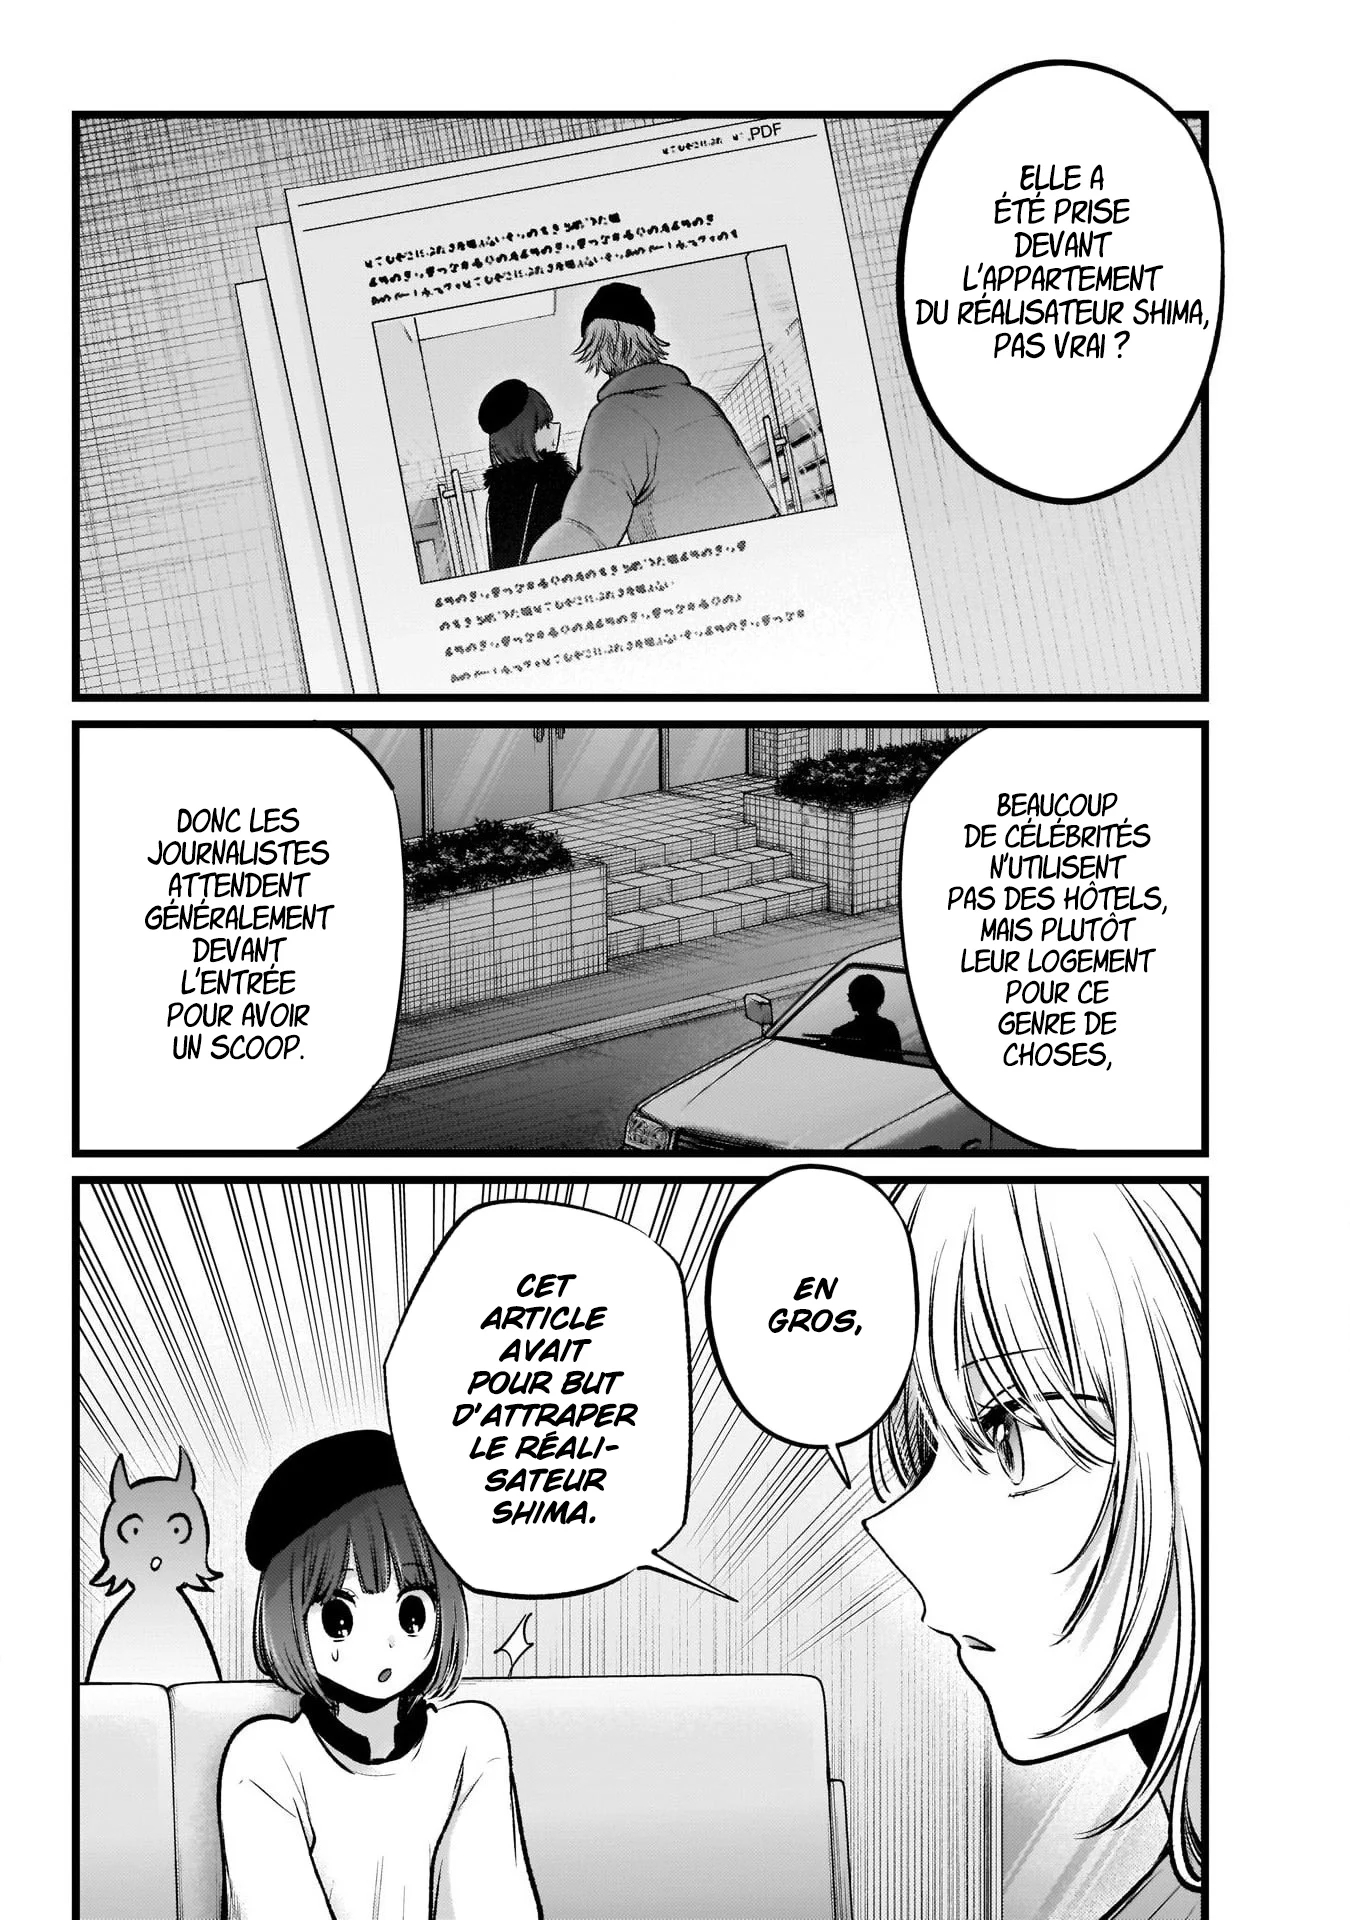 .PDF
ELLE A
ÉTÉ PRISE
DEVANT
L'APPARTEMENT
DU RÉALISATEUR SHIMA,
PAS VRAI ?
BEAUCOUP
DE CÉLÉBRITÉS
N'UTILISENT
PAS DES HÔTELS,
MAIS PLUTÔT
LEUR LOGEMENT
POUR CE
GENRE DE
CHOSES,
DONC LES
JOURNALISTES
ATTENDENT
GÉNÉRALEMENT
DEVANT
L'ENTRÉE
POUR AVOIR
UN SCOOP.
EN
GROS,
CET
ARTICLE
AVAIT
POUR BUT
D'ATTRAPER
LE RÉALI-
SATEUR
SHIMA.